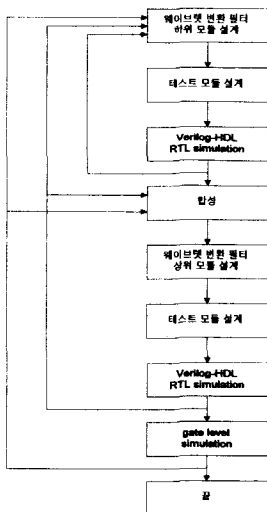 웨이브렛 변환 필터
하위 모듈 설계
테스트 모듈 설계
Verilog-HDL
RTL simulation
합성
웨이브렛 변환 필터
상위 모듈 설계
테스트 모듈 설계
Verilog-HDL
RTL simulation
gate level
simulation
끝